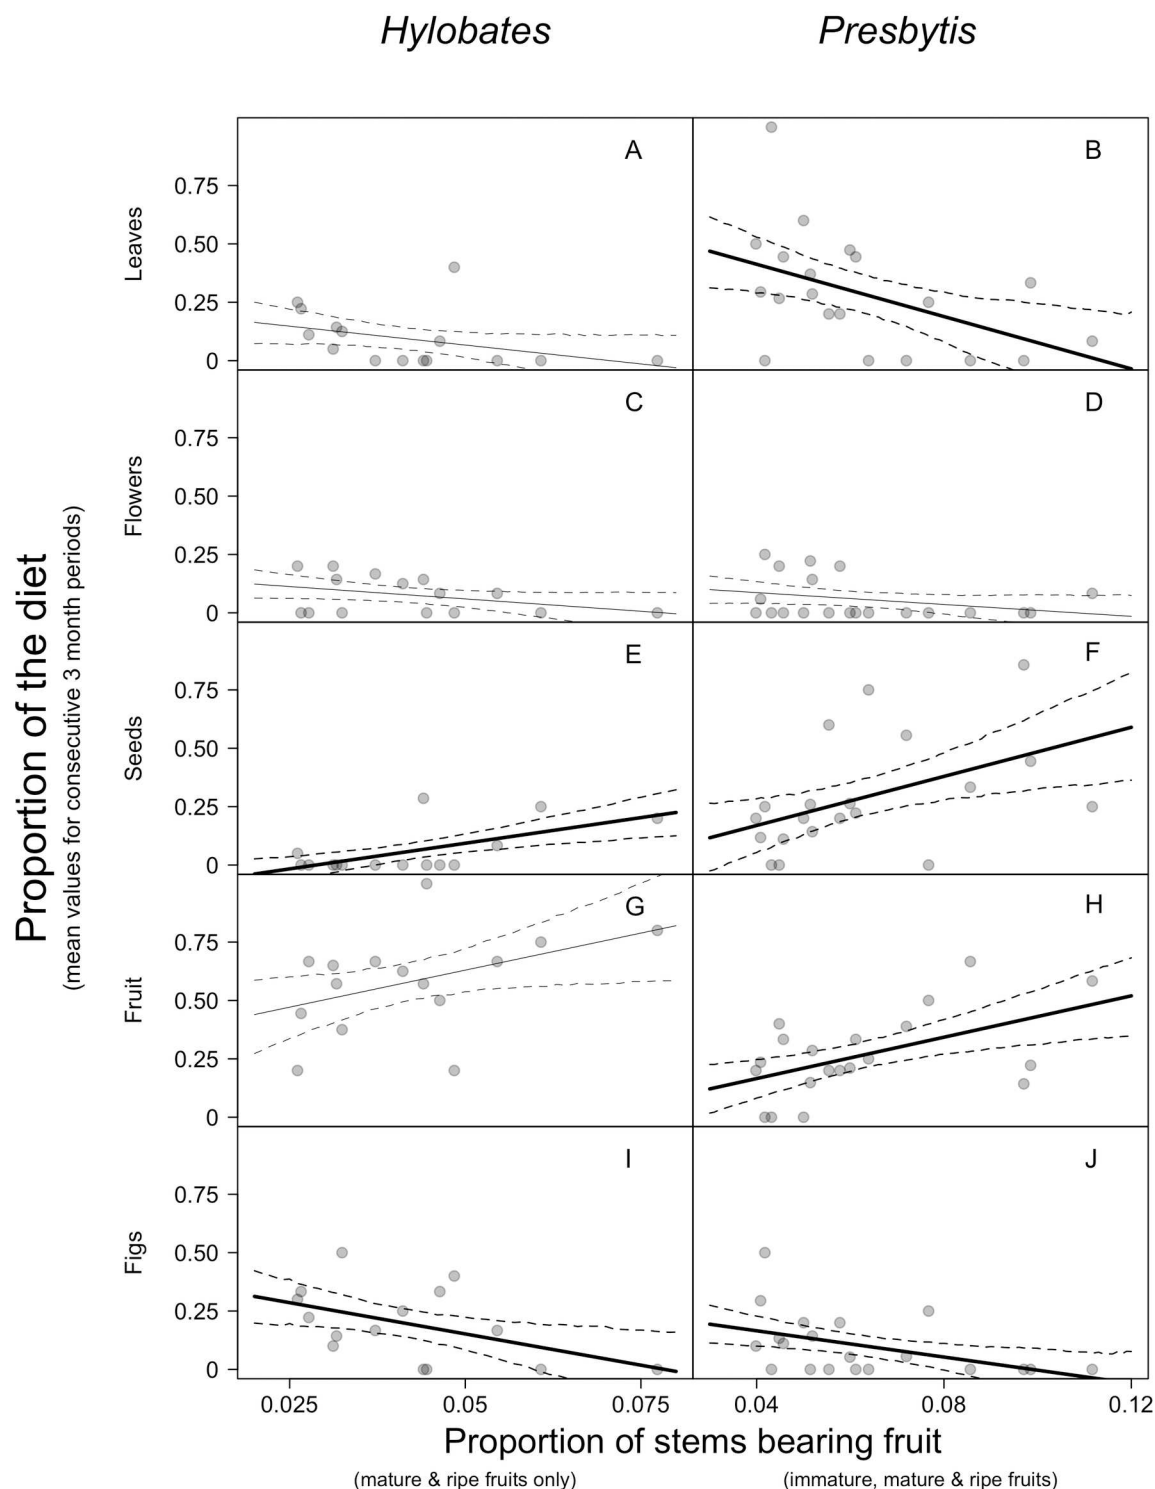 Hylobates Presbytis
Proportion of the diet
(mean values for consecutive 3 month periods)
Leaves
0.75
0.50
0.25
0
A
B
Flowers
0.75
0.50
0.25
0
C
D
Seeds
0.75
0.50
0.25
0
E
F
Fruit
0.75
0.50
0.25
0
G
H
Figs
0.75
0.50
0.25
0
I
J
0.025 0.05 0.075 0.04 0.08 0.12
Proportion of stems bearing fruit
(mature & ripe fruits only) (immature, mature & ripe fruits)